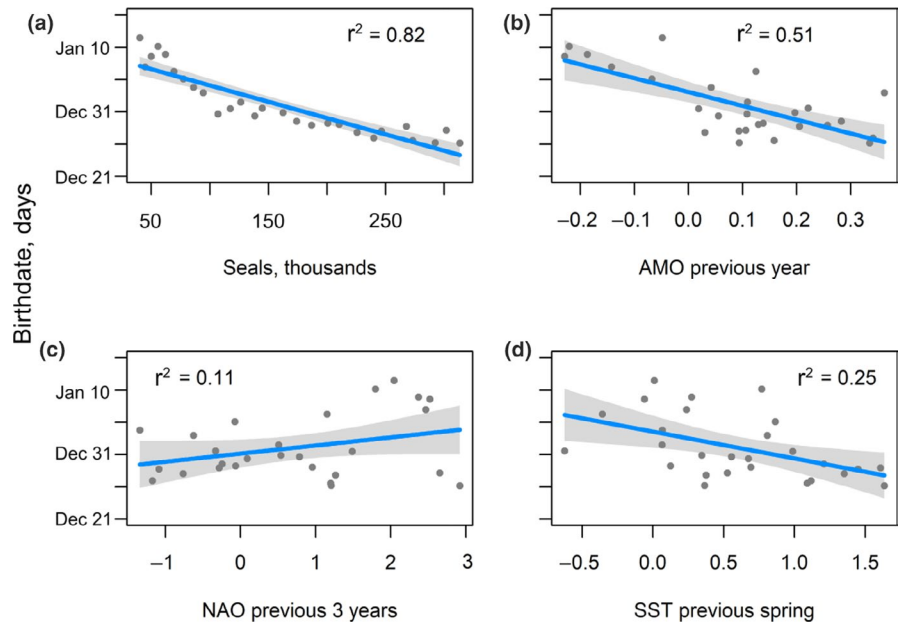 (a)
r² = 0.82
Jan 10
Dec 31
Dec 21
50
150
250
Seals, thousands
(b)
r² = 0.51
–0.2
–0.1
0.0
0.1
0.2
0.3
AMO previous year
Birthdate, days
(c)
r² = 0.11
Jan 10
Dec 31
Dec 21
–1
0
1
2
3
NAO previous 3 years
(d)
r² = 0.25
–0.5
0.0
0.5
1.0
1.5
SST previous spring